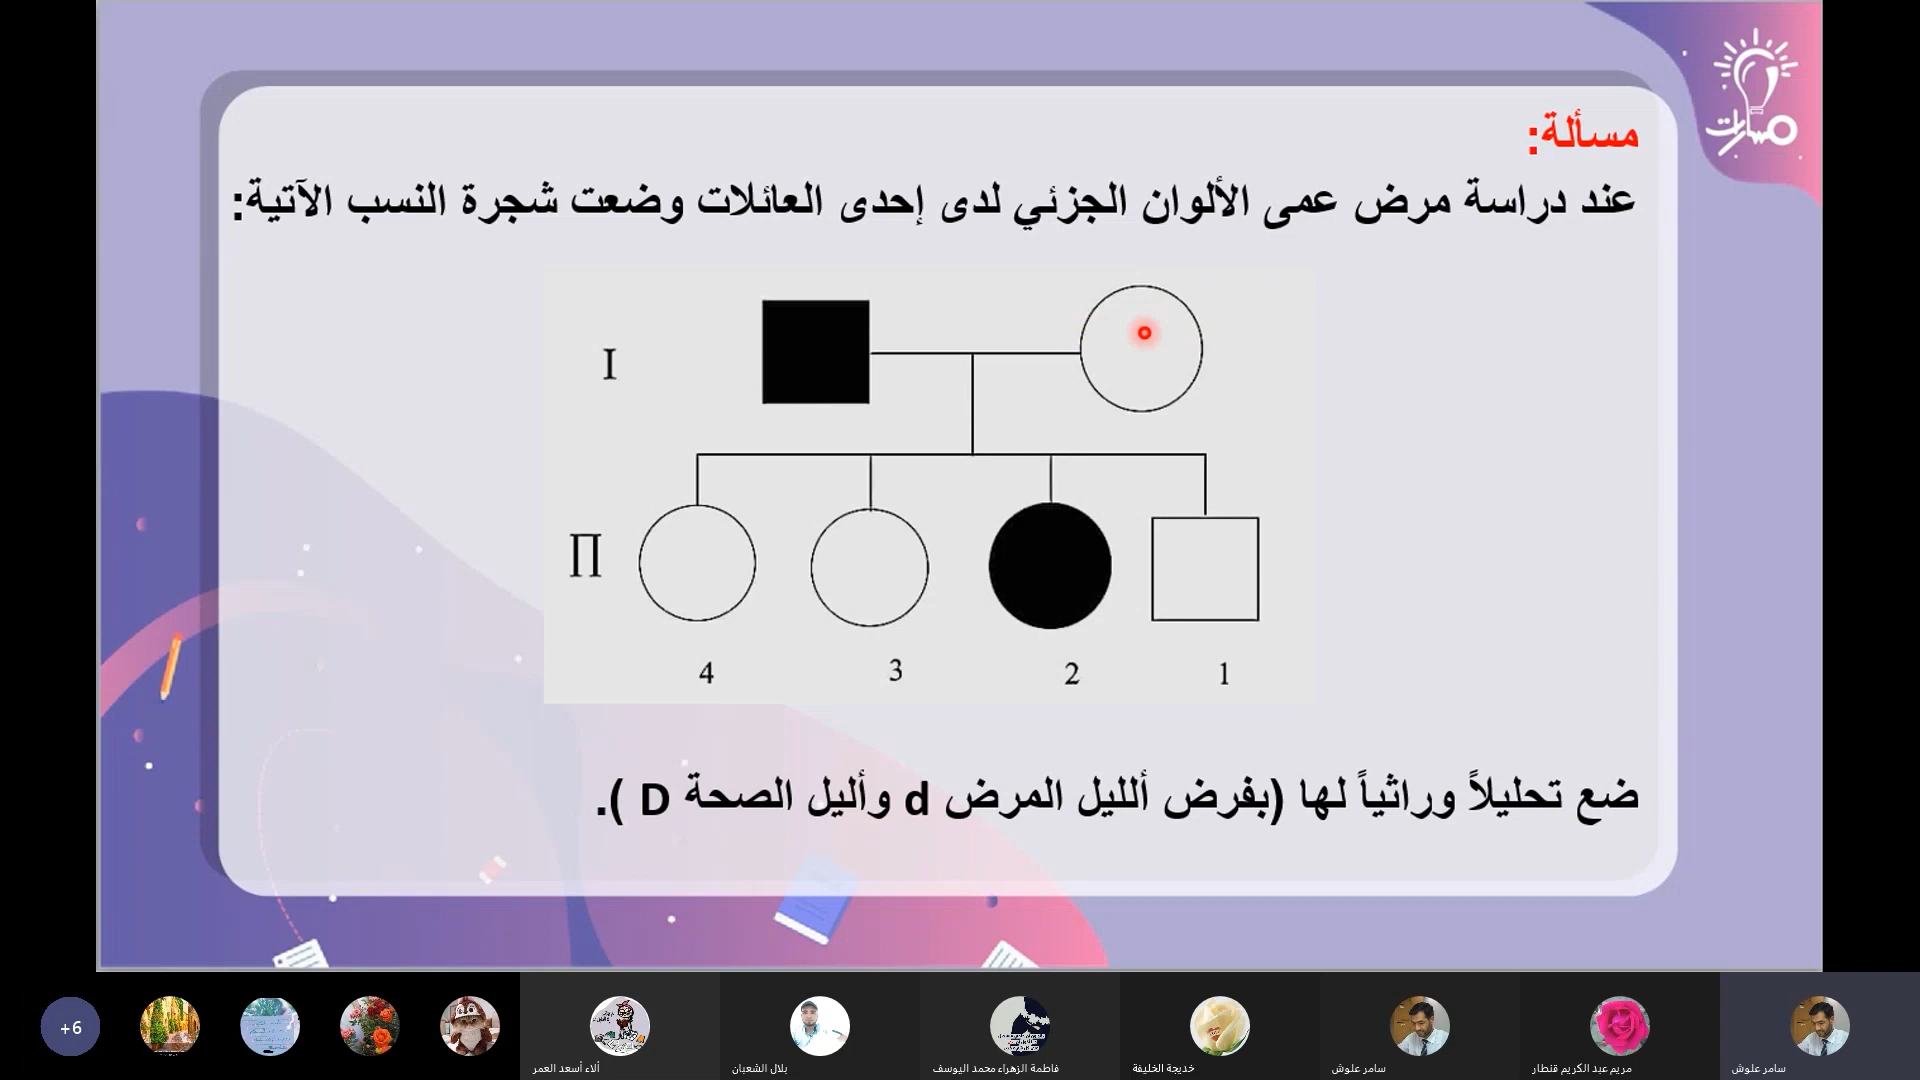 مسارات
مسألة:
عند دراسة مرض عمى الألوان الجزئي لدى إحدى العائلات وضعت شجرة النسب الآتية:
I
II
4 3 2 1
ضع تحليلاً وراثياً لها (بفرض ألليل المرض d وأليل الصحة D ).
+6
ألاء أسعد العمر
بلال الشعبان
فاطمة الزهراء محمد اليوسف
خديجة الخليفة
سامر علوش
مريم عبد الكريم قنطار
سامر علوش